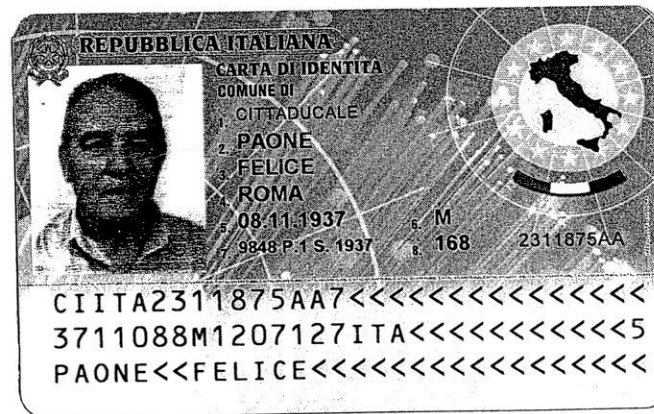 REPUBBLICA ITALIANA
CARTA DI IDENTITA
COMUNE DI
1. CITTADUCALE
2. PAONE
3. FELICE
4. ROMA
5. 08.11.1937 6. M
7. 9848 P.1 S. 1937 8. 168 2311875AA
CIITA2311875AA7<<<<<<<<<<<<<<<
3711088M1207127ITA<<<<<<<<<<<5
PAONE<<FELICE<<<<<<<<<<<<<<<<<